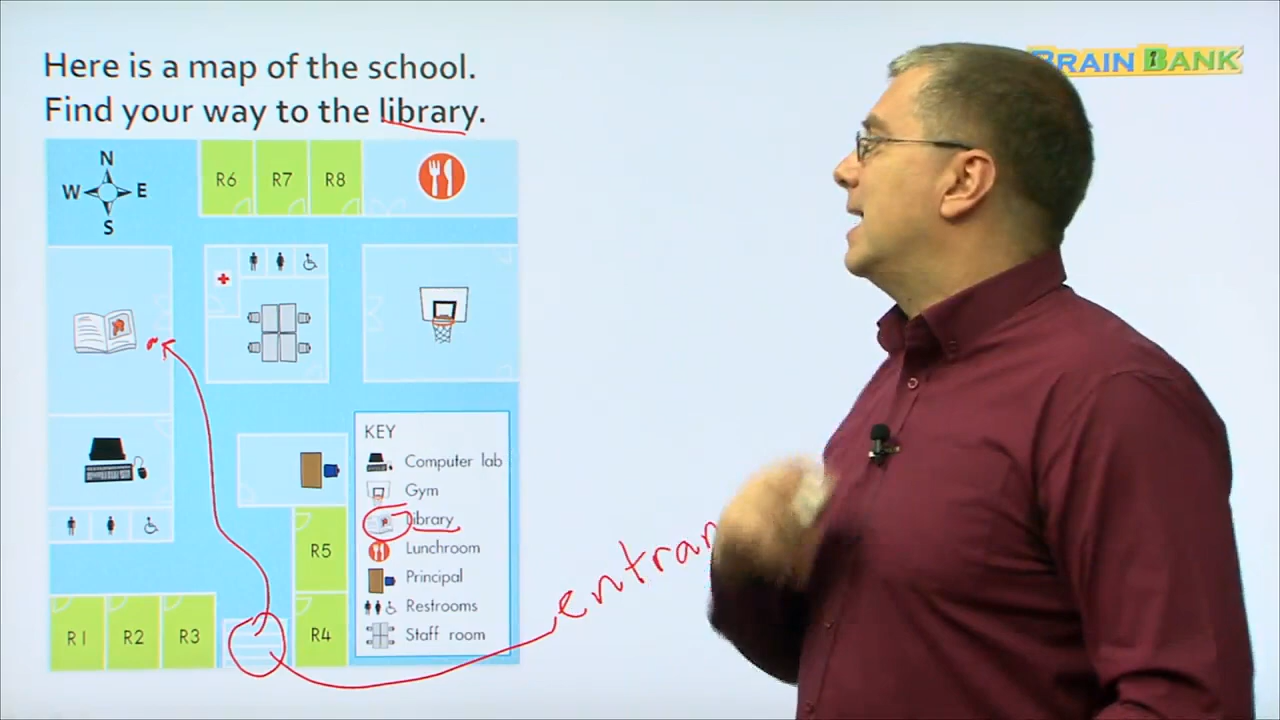 Here is a map of the school.
Find your way to the library.
BRAIN BANK
N
W E
S
R6 R7 R8
KEY
Computer lab
Gym
Library
Lunchroom
Principal
Restrooms
Staff room
R5
R1 R2 R3
R4